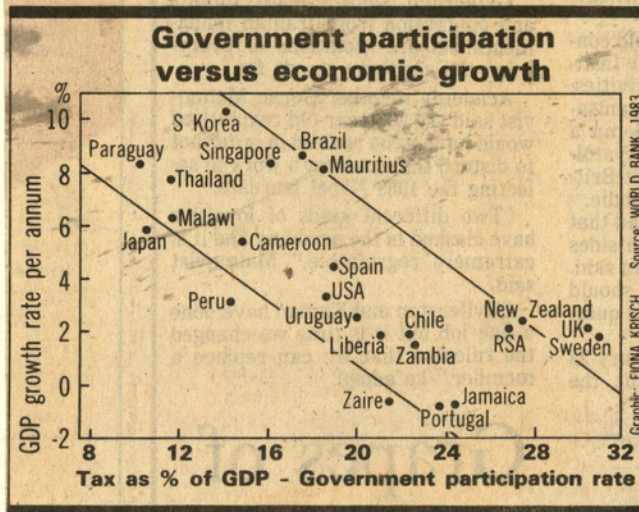 Government participation
versus economic growth
%
10
8
6
4
2
0
-2
GDP growth rate per annum
S Korea
Paraguay
Singapore
Brazil
Mauritius
Thailand
Malawi
Japan
Cameroon
Spain
USA
Peru
Uruguay
Chile
New Zealand
Liberia
Zambia
RSA
UK
Sweden
Zaire
Jamaica
Portugal
8 12 16 20 24 28 32
Tax as % of GDP - Government participation rate
Source: WORLD BANK 1983
Graphic: FIONA KRISCH